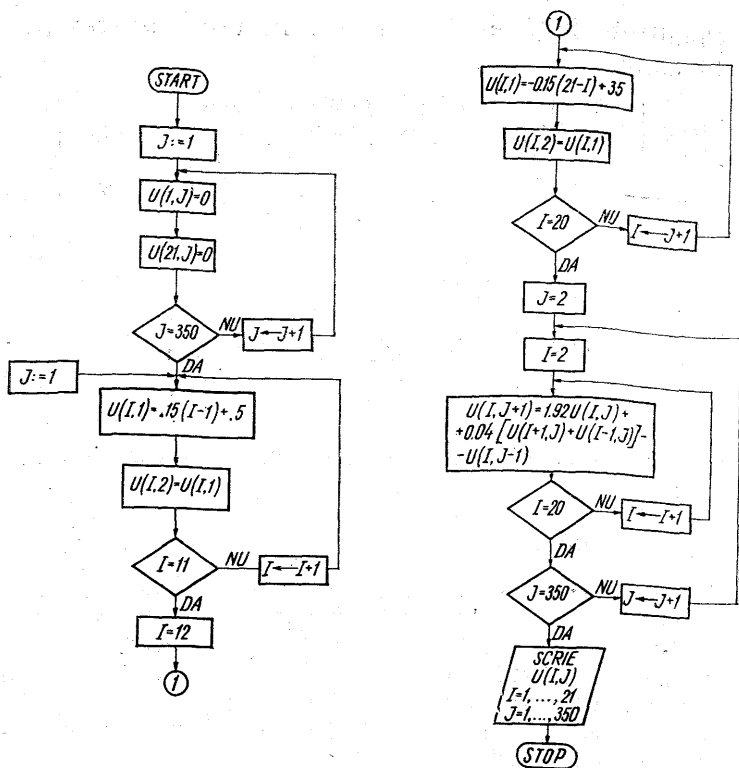 START
J:=1
U(1,J)=0
U(21,J)=0
J=350
NU
J←J+1
DA
J:=1
U(I,1)=.15(I-1)+.5
U(I,2)=U(I,1)
I=11
NU
I←I+1
DA
I=12
1
1
U(I,1)=-0.15(21-I)+35
U(I,2)=U(I,1)
I=20
NU
I←J+1
DA
J=2
I=2
U(I,J+1)=1.92U(I,J)+
+0.04[U(I+1,J)+U(I-1,J)]-
-U(I,J-1)
I=20
NU
I←I+1
DA
J=350
NU
J←J+1
DA
SCRIE
U(I,J)
I=1,...,21
J=1,...,350
STOP